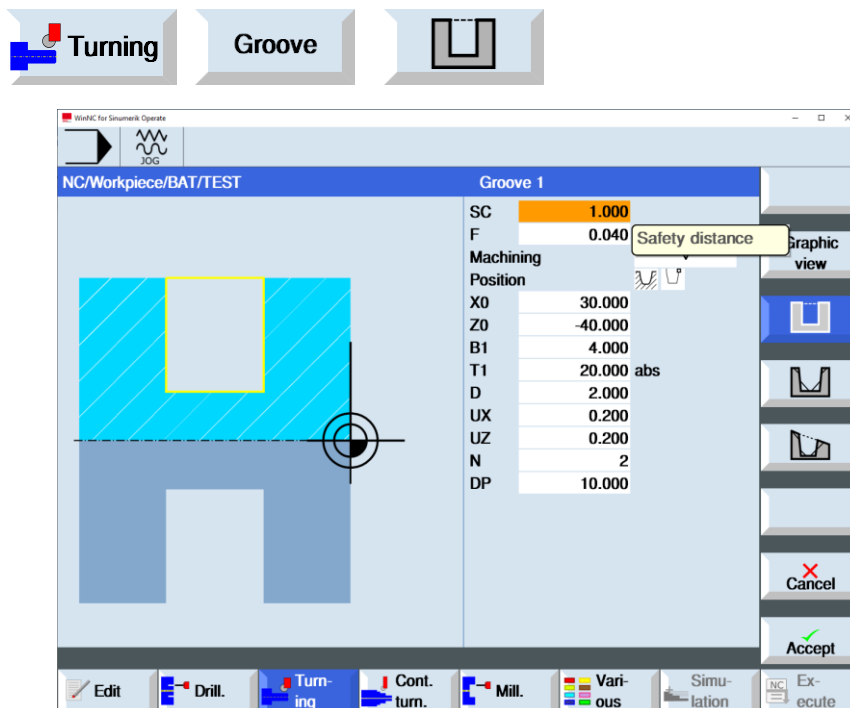 Turning
Groove
WinNC for Sinumerik Operate
JOG
NC/Workpiece/BAT/TEST
Groove 1
SC 1.000
F 0.040
Safety distance
Machining
Position
X0 30.000
Z0 -40.000
B1 4.000
T1 20.000 abs
D 2.000
UX 0.200
UZ 0.200
N 2
DP 10.000
Graphic
view
Cancel
Accept
Edit
Drill.
Turn-
ing
Cont.
turn.
Mill.
Vari-
ous
Simu-
lation
NC
Ex-
ecute